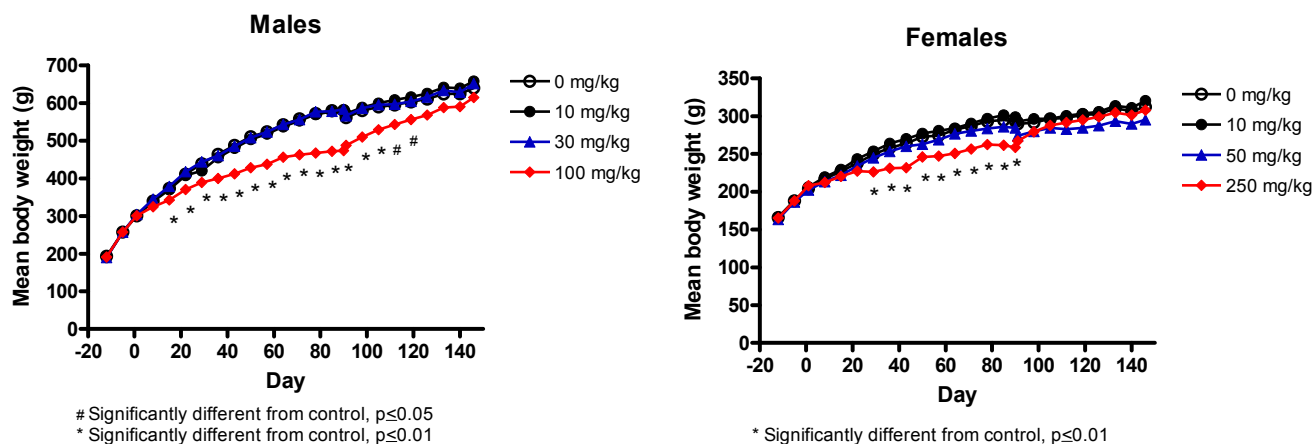 Males
Mean body weight (g)
700
600
500
400
300
200
100
0
-20 0 20 40 60 80 100 120 140
Day
* * * * * * * * * * * * * * # #
0 mg/kg
10 mg/kg
30 mg/kg
100 mg/kg
# Significantly different from control, p≤0.05
* Significantly different from control, p≤0.01
Females
Mean body weight (g)
350
300
250
200
150
100
50
0
-20 0 20 40 60 80 100 120 140
Day
* * * * * * * * * *
0 mg/kg
10 mg/kg
50 mg/kg
250 mg/kg
* Significantly different from control, p≤0.01